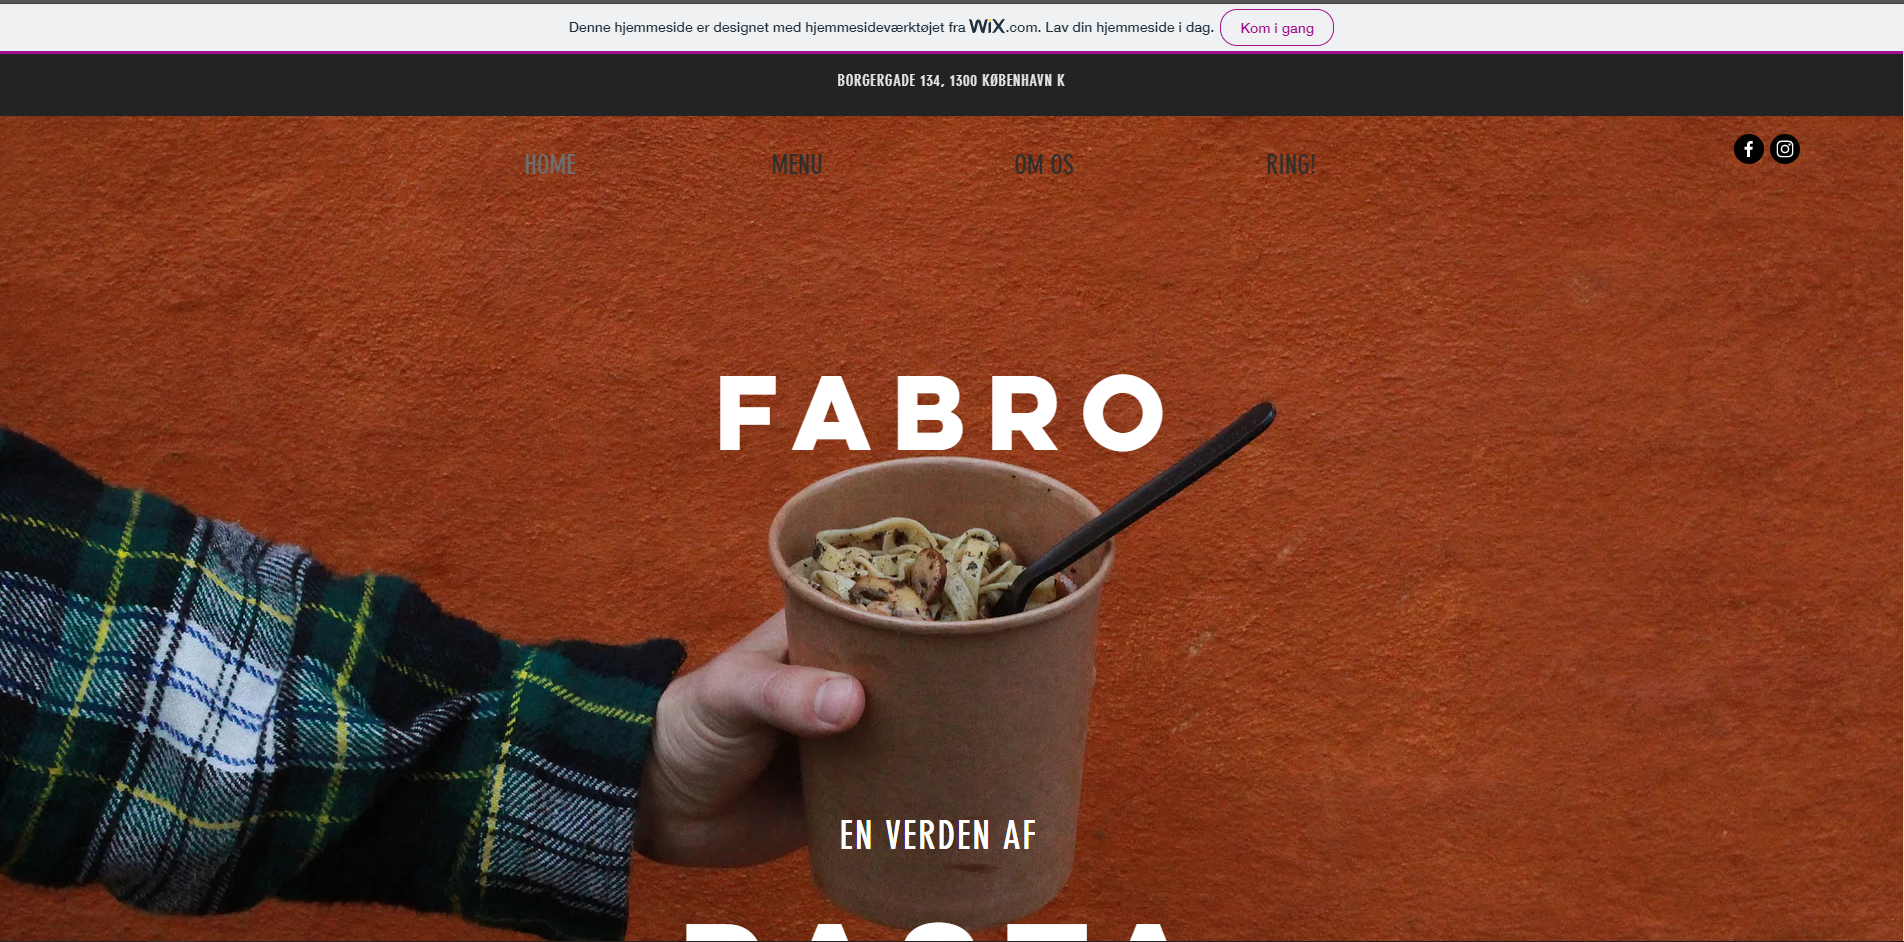 Denne hjemmeside er designet med hjemmesideværktøjet fra WiX.com. Lav din hjemmeside i dag. Kom i gang
BORGERGADE 134, 1300 KØBENHAVN K
HOME MENU OM OS RING!
FABRO
EN VERDEN AF
PASTA